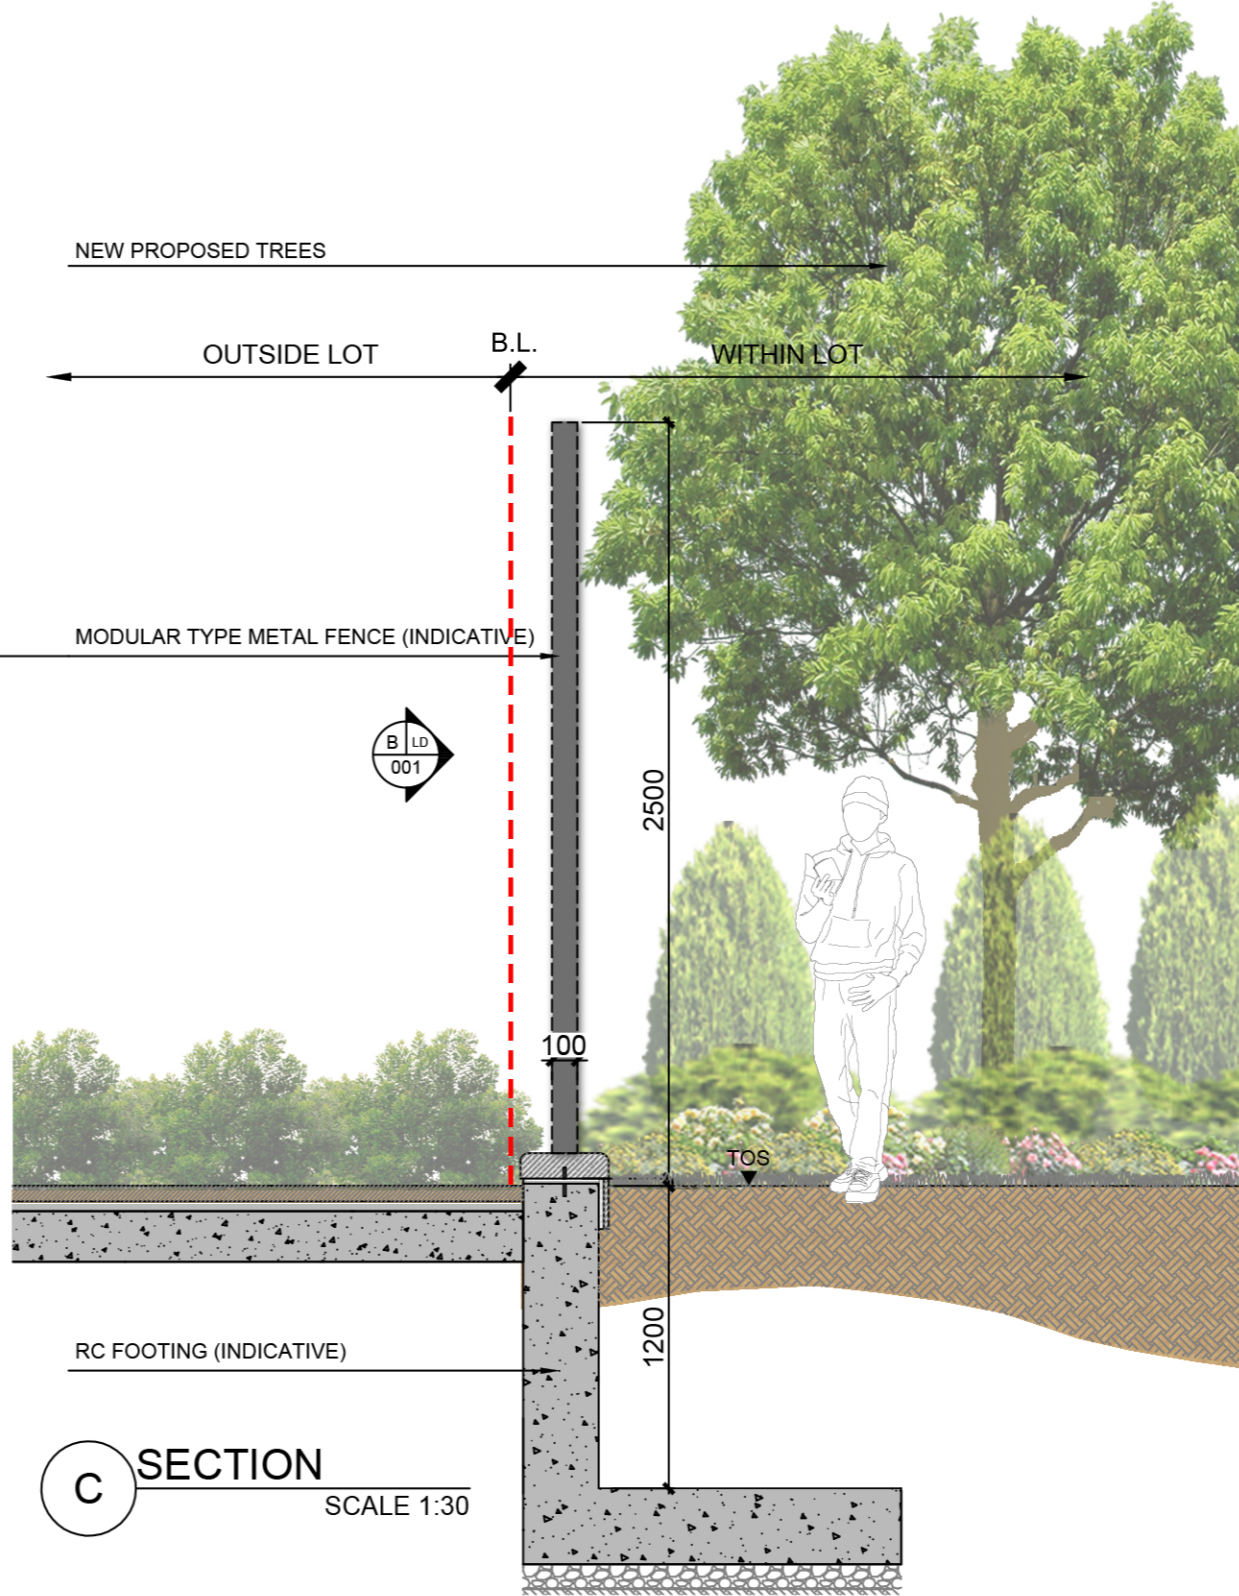 NEW PROPOSED TREES
OUTSIDE LOT
B.L.
WITHIN LOT
MODULAR TYPE METAL FENCE (INDICATIVE)
B LD
001
2500
100
TOS
1200
RC FOOTING (INDICATIVE)
C
SECTION
SCALE 1:30